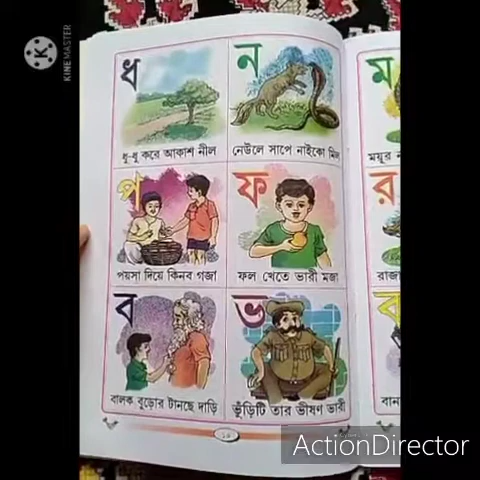 KINEMASTER
ধ
ন
ধু-ধু করে আকাশ নীল
নেউলে সাপে নাইকো মিল
প
ফ
পয়সা দিয়ে কিনব গজা
ফল খেতে ভারী মজা
ব
ভ
বালক বুড়োর টানছে দাড়ি
ভুঁড়িটি তার ভীষণ ভারী
ম
ময়ূর
র
রাজা
ব
ActionDirector